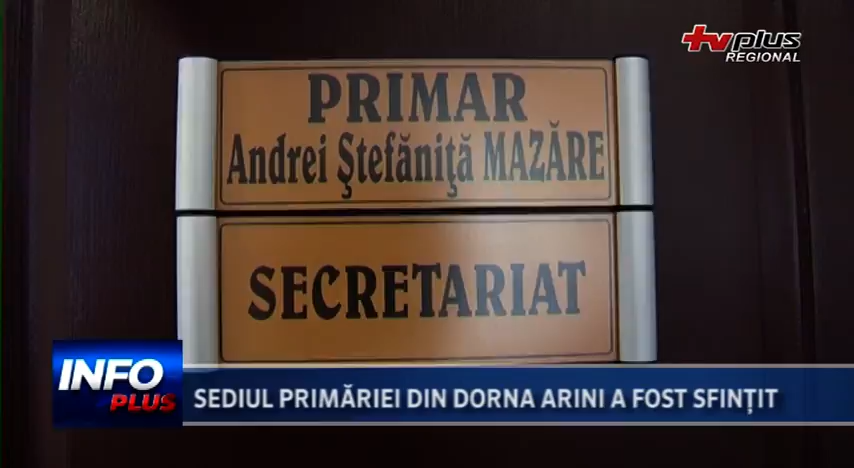 tv plus
REGIONAL
PRIMAR
Andrei Ştefăniţă MAZĂRE
SECRETARIAT
INFO
PLUS
SEDIUL PRIMĂRIEI DIN DORNA ARINI A FOST SFINȚIT